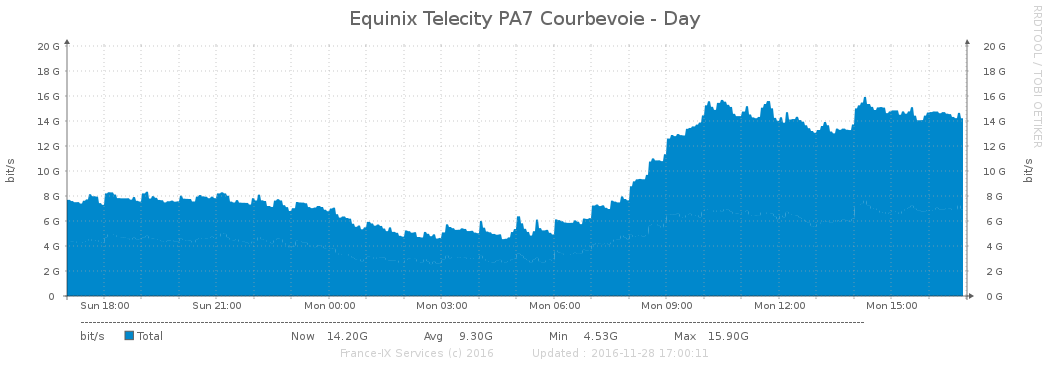 Equinix Telecity PA7 Courbevoie - Day
RRDTOOL / TOBI OETIKER
20 G 20 G
18 G 18 G
16 G 16 G
14 G 14 G
12 G 12 G
10 G 10 G
8 G 8 G
6 G 6 G
4 G 4 G
2 G 2 G
0 0 G
bit/s
bit/s
Sun 18:00 Sun 21:00 Mon 00:00 Mon 03:00 Mon 06:00 Mon 09:00 Mon 12:00 Mon 15:00
bit/s Total Now 14.20G Avg 9.30G Min 4.53G Max 15.90G
France-IX Services (c) 2016 Updated : 2016-11-28 17:00:11